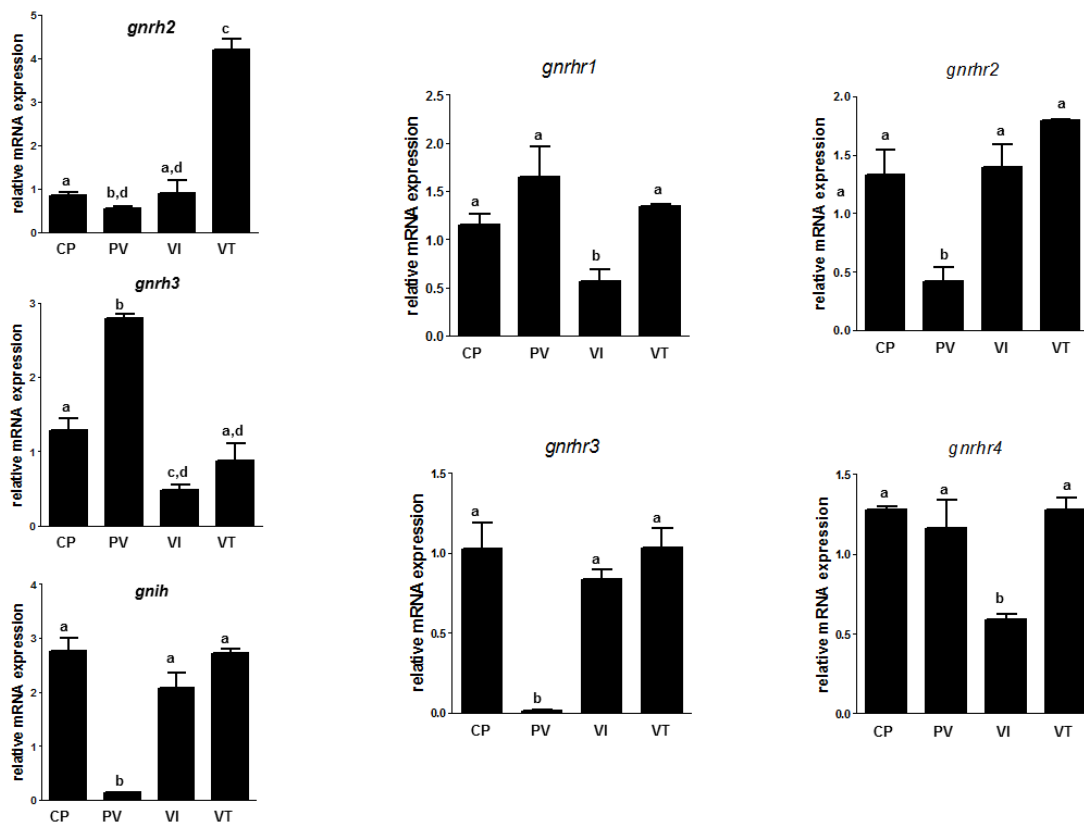 gnrh2
relative mRNA expression
5
4
3
2
1
0
a
b,d
a,d
c
CP PV VI VT
gnrh3
relative mRNA expression
3
2
1
0
a
b
c,d
a,d
CP PV VI VT
gnih
relative mRNA expression
4
3
2
1
0
a
b
a
a
CP PV VI VT
gnrhr1
relative mRNA expression
2.5
2.0
1.5
1.0
0.5
0.0
a
a
b
a
CP PV VI VT
gnrhr3
relative mRNA expression
1.5
1.0
0.5
0.0
a
b
a
a
CP PV VI VT
gnrhr2
relative mRNA expression
2.0
1.5
a
1.0
0.5
0.0
a
b
a
a
CP PV VI VT
gnrhr4
relative mRNA expression
1.5
1.0
0.5
0.0
a
a
b
a
CP PV VI VT